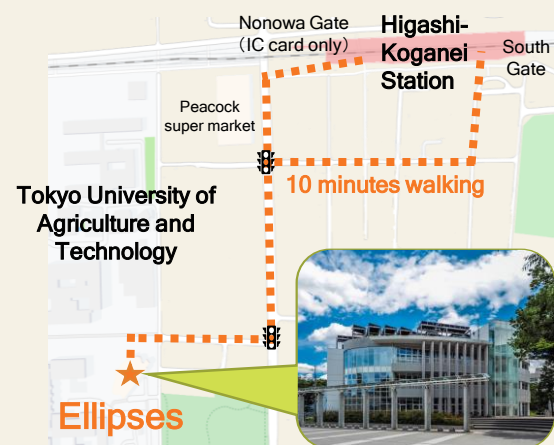 Nonowa Gate
（IC card only）
Higashi-
Koganei
Station
South
Gate
Peacock
super market
10 minutes walking
Tokyo University of
Agriculture and
Technology
Ellipses